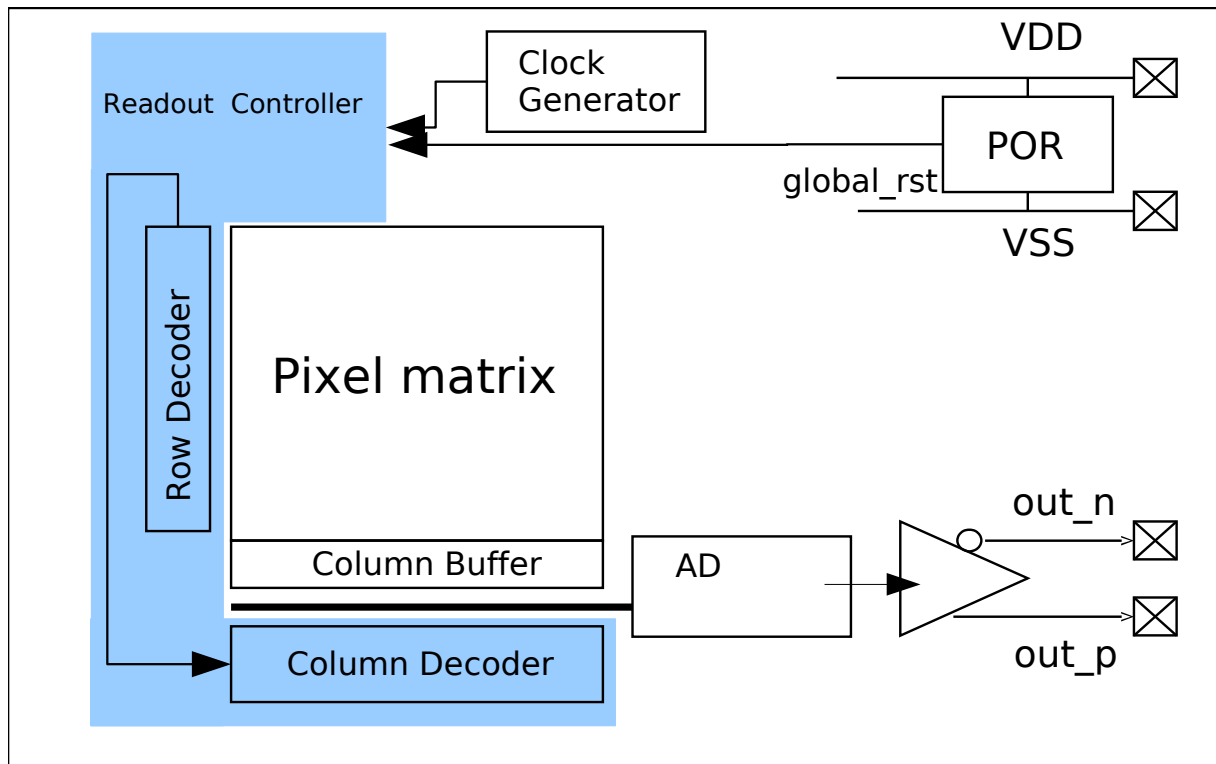 VDD
Clock
Generator
Readout Controller
POR
global_rst
VSS
Row Decoder
Pixel matrix
out_n
Column Buffer
AD
Column Decoder
out_p